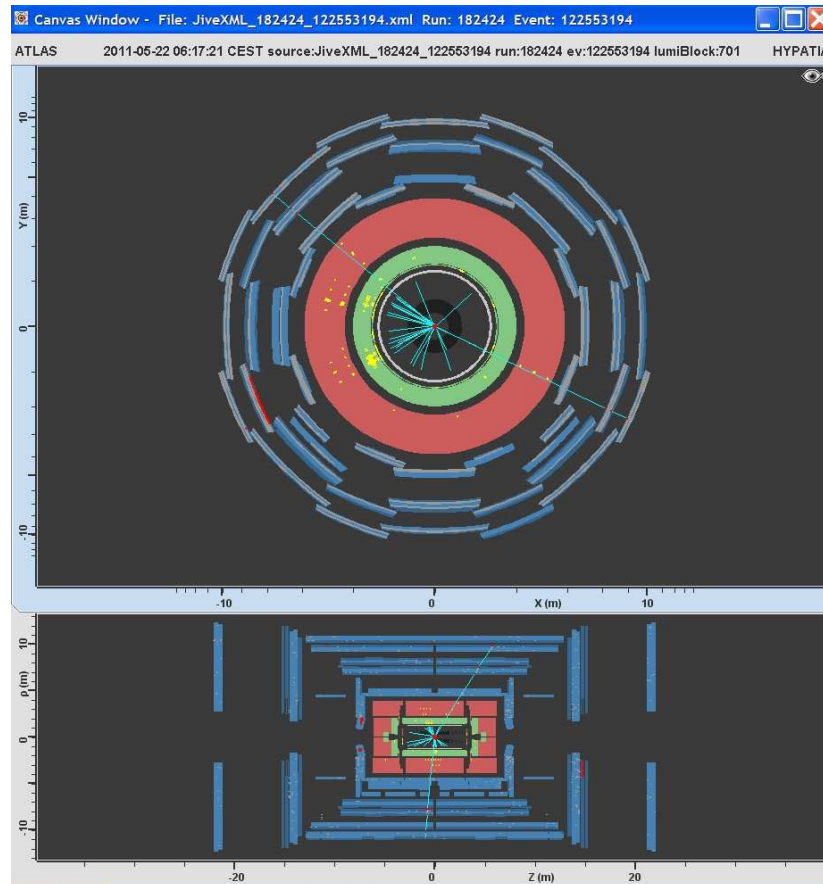 Canvas Window - File: JiveXML_182424_122553194.xml Run: 182424 Event: 122553194
ATLAS 2011-05-22 06:17:21 CEST source:JiveXML_182424_122553194 run:182424 ev:122553194 lumiBlock:701 HYPATIA
10
Y (m)
0
-10
-10 0 X (m) 10
10
ρ (m)
0
-10
-20 0 Z (m) 20